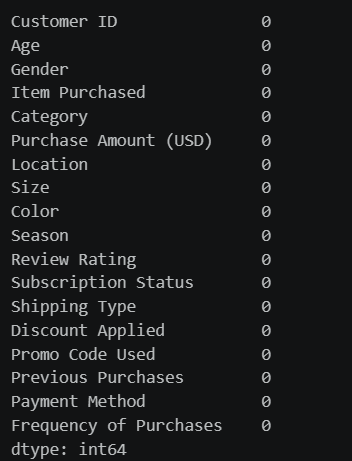 Customer ID 0
Age 0
Gender 0
Item Purchased 0
Category 0
Purchase Amount (USD) 0
Location 0
Size 0
Color 0
Season 0
Review Rating 0
Subscription Status 0
Shipping Type 0
Discount Applied 0
Promo Code Used 0
Previous Purchases 0
Payment Method 0
Frequency of Purchases 0
dtype: int64